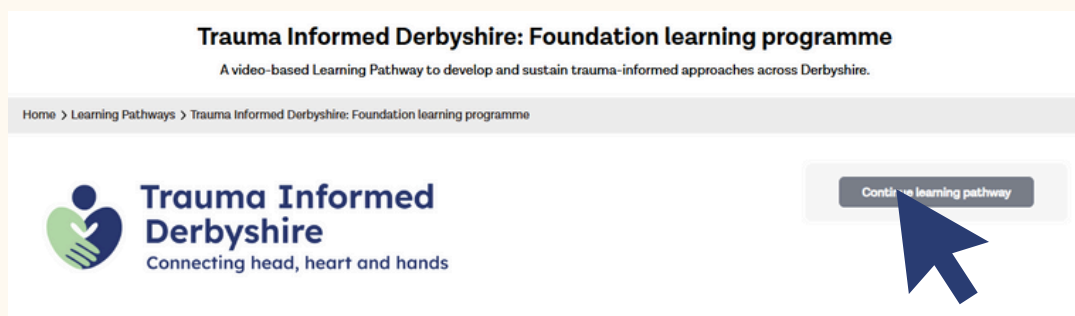 Trauma Informed Derbyshire: Foundation learning programme
A video-based Learning Pathway to develop and sustain trauma-informed approaches across Derbyshire.
Home > Learning Pathways > Trauma Informed Derbyshire: Foundation learning programme
Trauma Informed
Derbyshire
Connecting head, heart and hands
Continue learning pathway